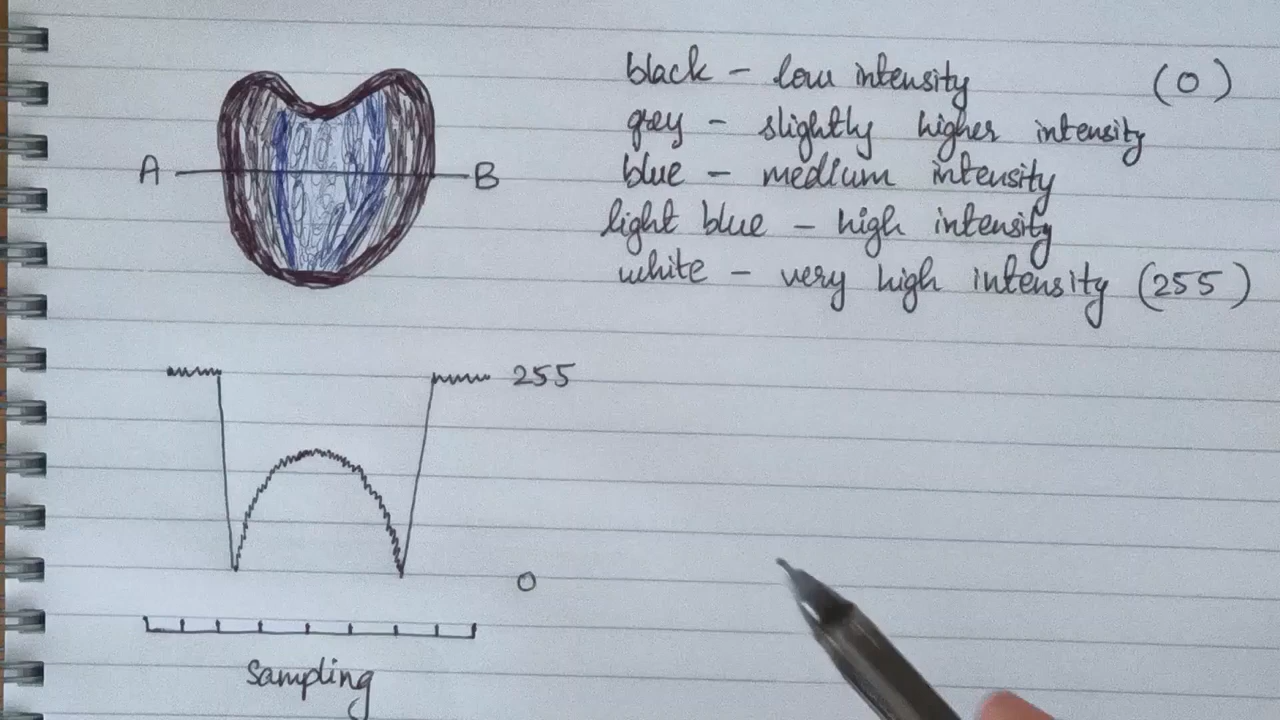 black - low intensity (0)
grey - slightly higher intensity
blue - medium intensity
light blue - high intensity
white - very high intensity (255)
A B
255
0
Sampling